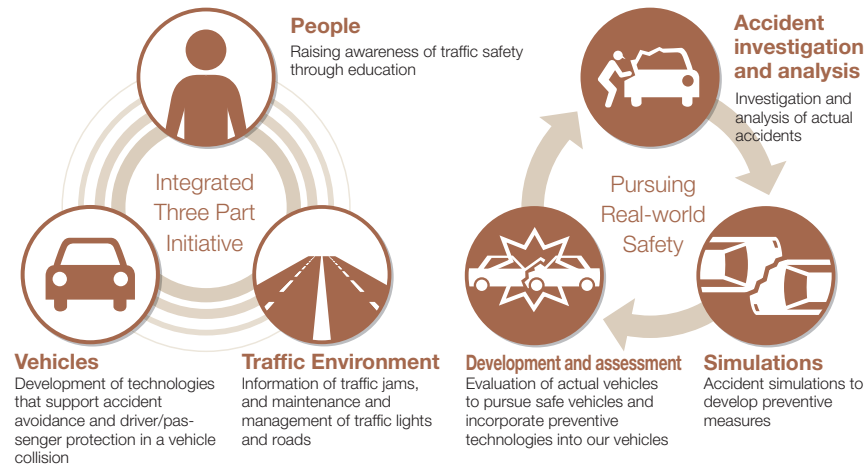 People
Raising awareness of traffic safety
through education
Integrated
Three Part
Initiative
Vehicles
Development of technologies
that support accident
avoidance and driver/pas-
senger protection in a vehicle
collision
Traffic Environment
Information of traffic jams,
and maintenance and
management of traffic lights
and roads
Accident
investigation
and analysis
Investigation and
analysis of actual
accidents
Pursuing
Real-world
Safety
Development and assessment
Evaluation of actual vehicles
to pursue safe vehicles and
incorporate preventive
technologies into our vehicles
Simulations
Accident simulations to
develop preventive
measures